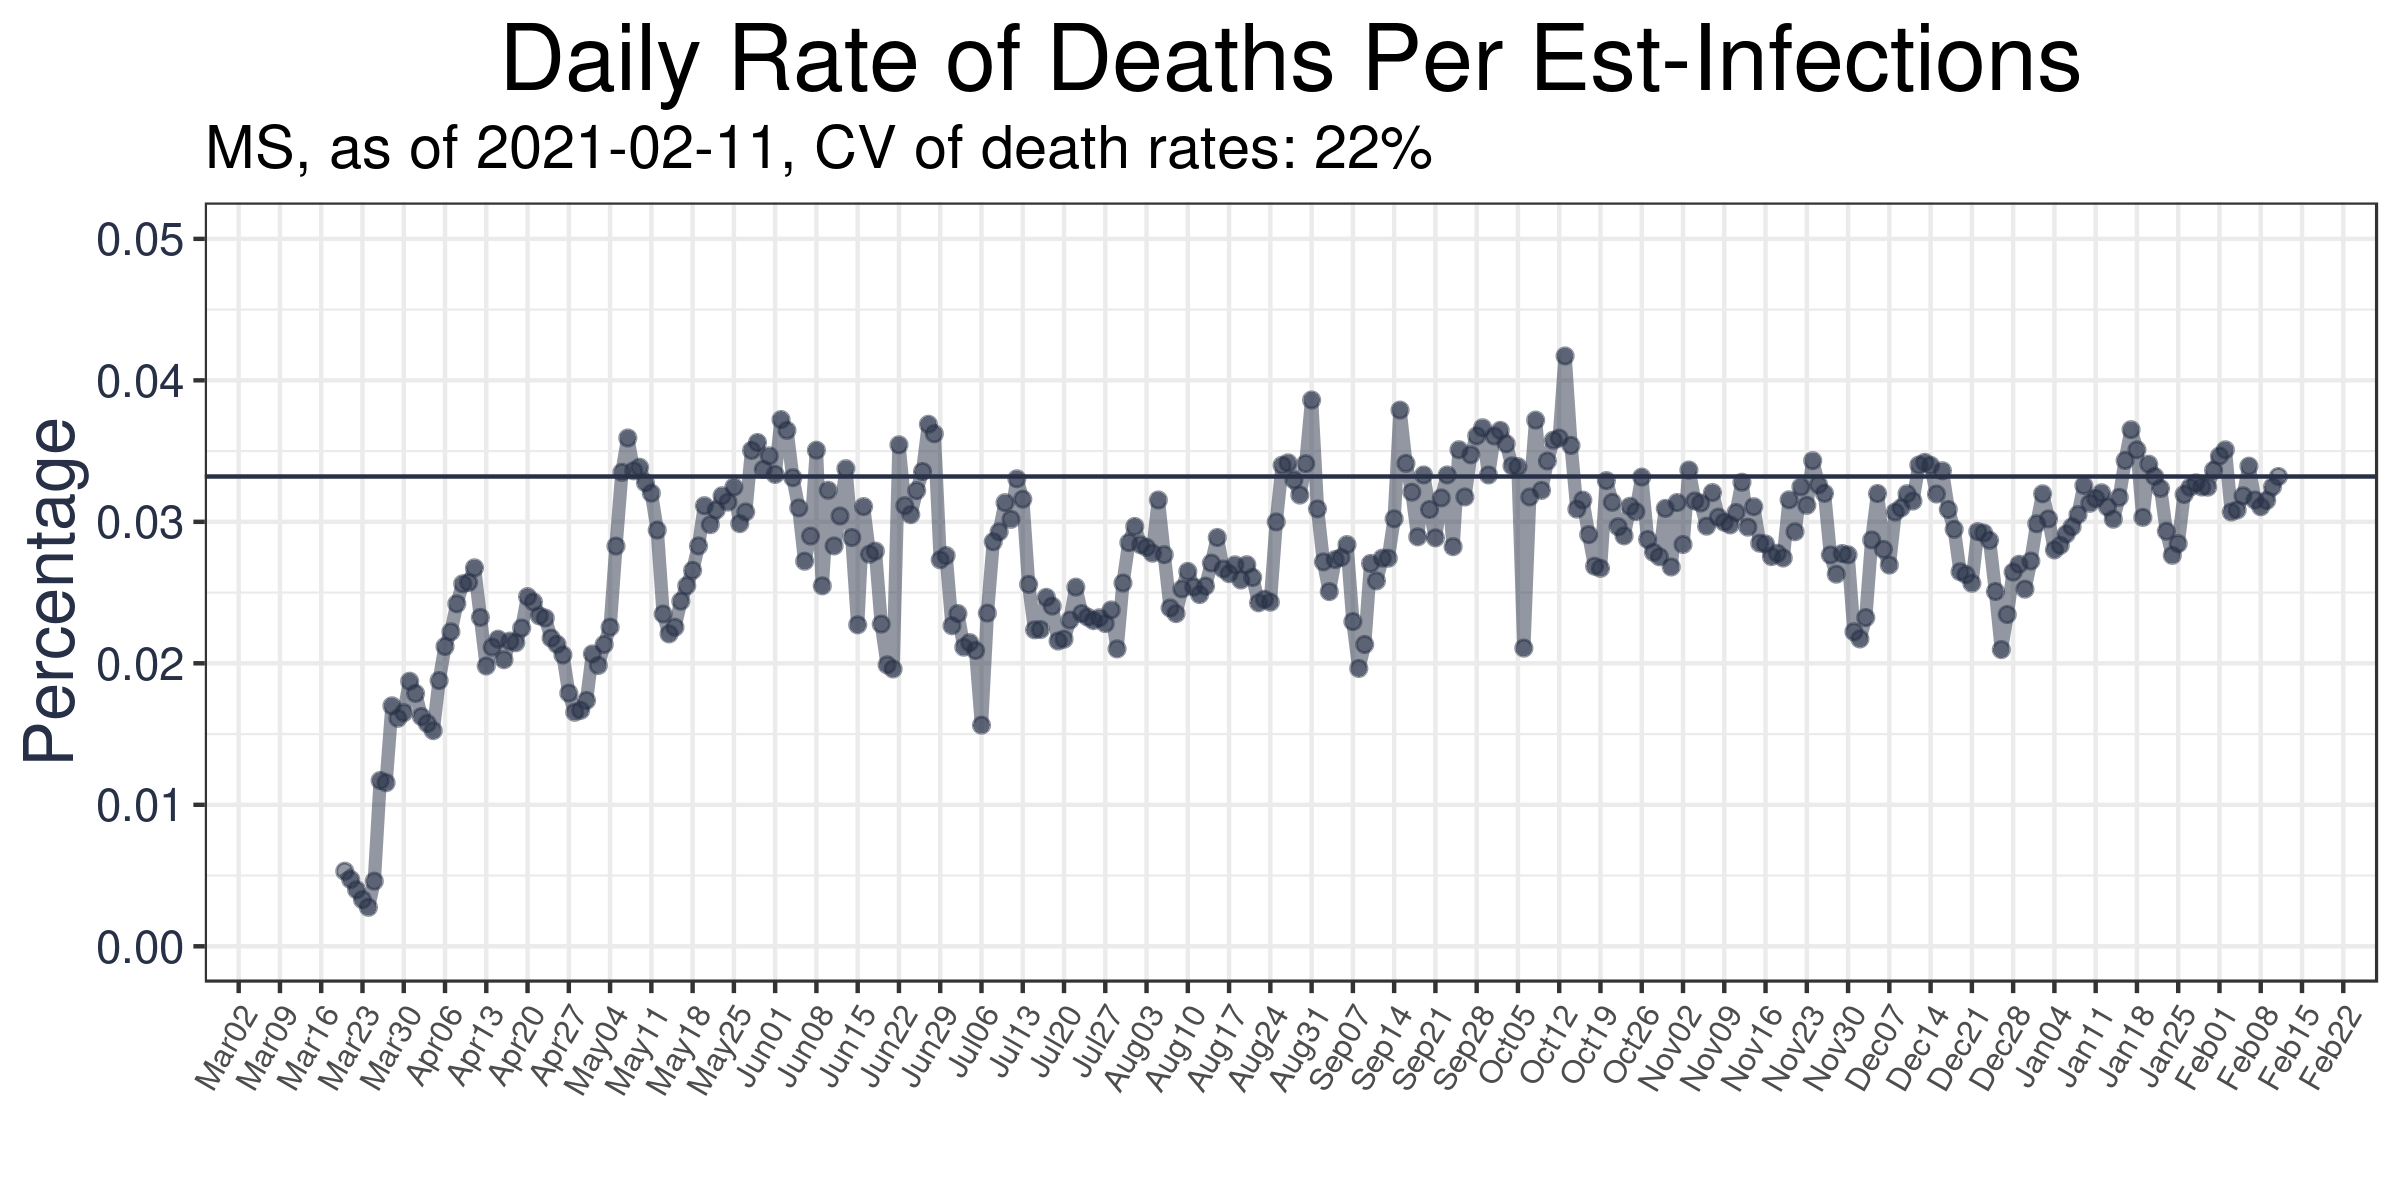 Daily Rate of Deaths Per Est-Infections
MS, as of 2021-02-11, CV of death rates: 22%
Percentage
0.05
0.04
0.03
0.02
0.01
0.00
Mar02 Mar09 Mar16 Mar23 Mar30 Apr06 Apr13 Apr20 Apr27 May04 May11 May18 May25 Jun01 Jun08 Jun15 Jun22 Jun29 Jul06 Jul13 Jul20 Jul27 Aug03 Aug10 Aug17 Aug24 Aug31 Sep07 Sep14 Sep21 Sep28 Oct05 Oct12 Oct19 Oct26 Nov02 Nov09 Nov16 Nov23 Nov30 Dec07 Dec14 Dec21 Dec28 Jan04 Jan11 Jan18 Jan25 Feb01 Feb08 Feb15 Feb22